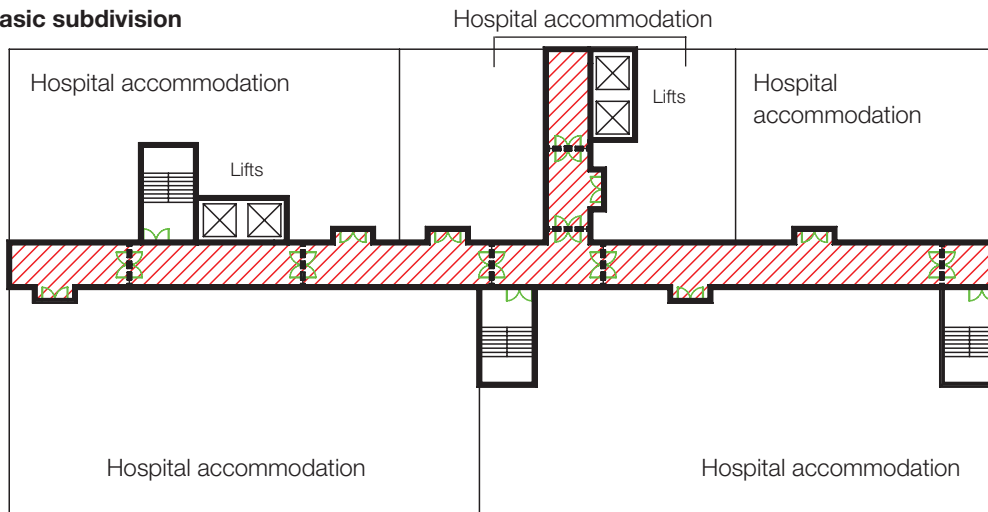 asic subdivision
Hospital accommodation
Hospital accommodation
Hospital
accommodation
Lifts
Lifts
Hospital accommodation
Hospital accommodation